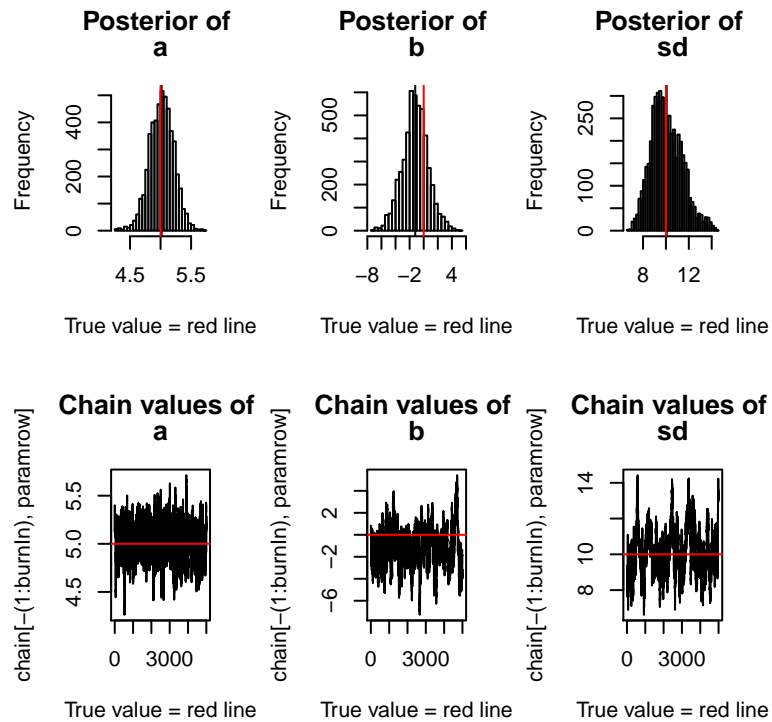 Posterior of
a
Frequency
0
200
400
4.5
5.5
True value = red line
Posterior of
b
Frequency
0
200
500
−8
−2
4
True value = red line
Posterior of
sd
Frequency
0
100
250
8
12
True value = red line
Chain values of
a
chain[−(1:burnIn), paramrow]
4.5
5.0
5.5
0
3000
True value = red line
Chain values of
b
chain[−(1:burnIn), paramrow]
−6
−2
2
0
3000
True value = red line
Chain values of
sd
chain[−(1:burnIn), paramrow]
8
10
14
0
3000
True value = red line